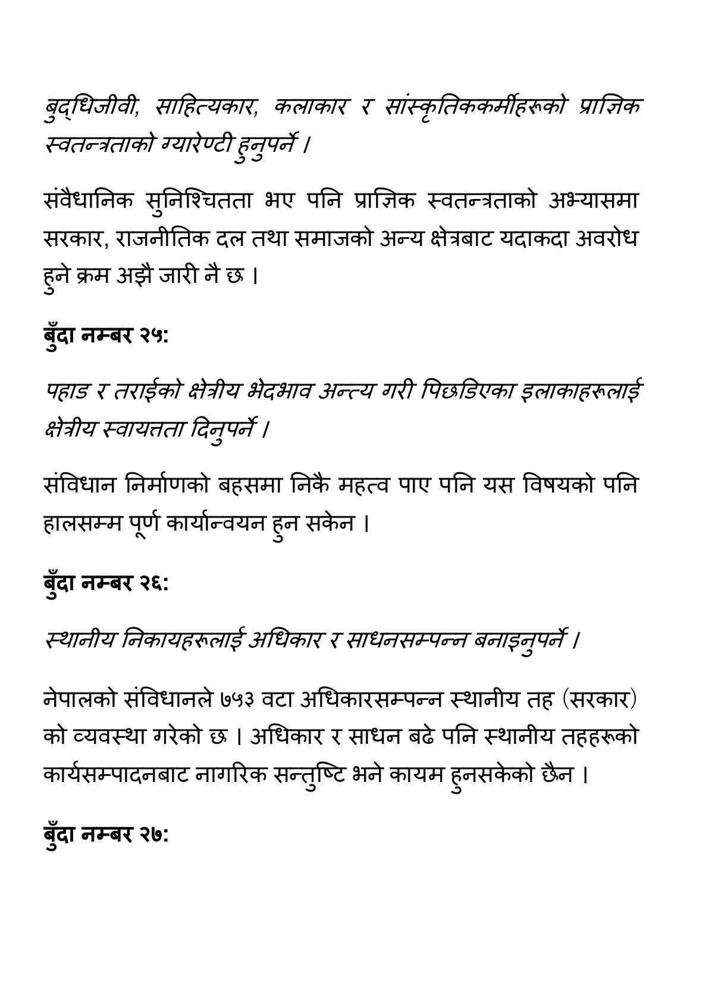 बुद्धिजीवी, साहित्यकार, कलाकार र सांस्कृतिककर्मीहरूको प्राज्ञिक
स्वतन्त्रताको ग्यारेण्टी हुनुपर्ने ।
संवैधानिक सुनिश्चितता भए पनि प्राज्ञिक स्वतन्त्रताको अभ्यासमा
सरकार, राजनीतिक दल तथा समाजको अन्य क्षेत्रबाट यदाकदा अवरोध
हुने क्रम अझै जारी नै छ ।
बुँदा नम्बर २५:
पहाड र तराईको क्षेत्रीय भेदभाव अन्त्य गरी पिछडिएका इलाकाहरूलाई
क्षेत्रीय स्वायत्तता दिनुपर्ने ।
संविधान निर्माणको बहसमा निकै महत्व पाए पनि यस विषयको पनि
हालसम्म पूर्ण कार्यान्वयन हुन सकेन ।
बुँदा नम्बर २६:
स्थानीय निकायहरूलाई अधिकार र साधनसम्पन्न बनाइनुपर्ने ।
नेपालको संविधानले ७५३ वटा अधिकारसम्पन्न स्थानीय तह (सरकार)
को व्यवस्था गरेको छ । अधिकार र साधन बढे पनि स्थानीय तहहरूको
कार्यसम्पादनबाट नागरिक सन्तुष्टि भने कायम हुनसकेको छैन ।
बुँदा नम्बर २७: